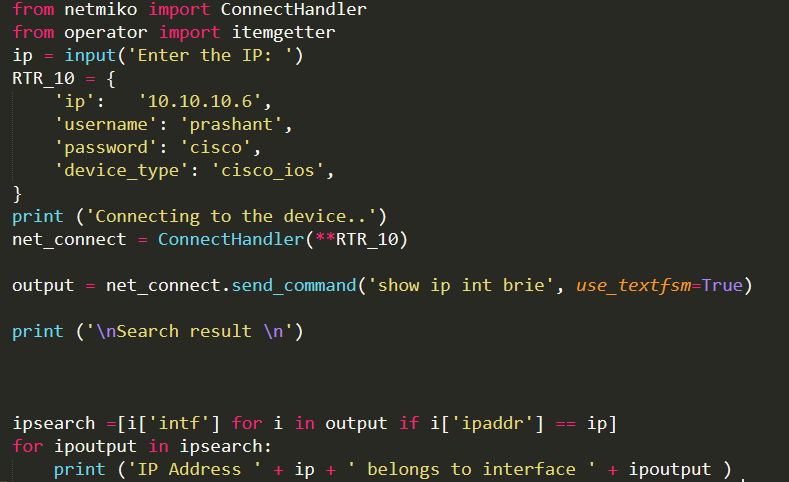 from netmiko import ConnectHandler
from operator import itemgetter
ip = input('Enter the IP: ')
RTR_10 = {
    'ip':   '10.10.10.6',
    'username': 'prashant',
    'password': 'cisco',
    'device_type': 'cisco_ios',
}
print ('Connecting to the device..')
net_connect = ConnectHandler(**RTR_10)
output = net_connect.send_command('show ip int brie', use_textfsm=True)
print ('\nSearch result \n')
ipsearch =[i['intf'] for i in output if i['ipaddr'] == ip]
for ipoutput in ipsearch:
    print ('IP Address ' + ip + ' belongs to interface ' + ipoutput )